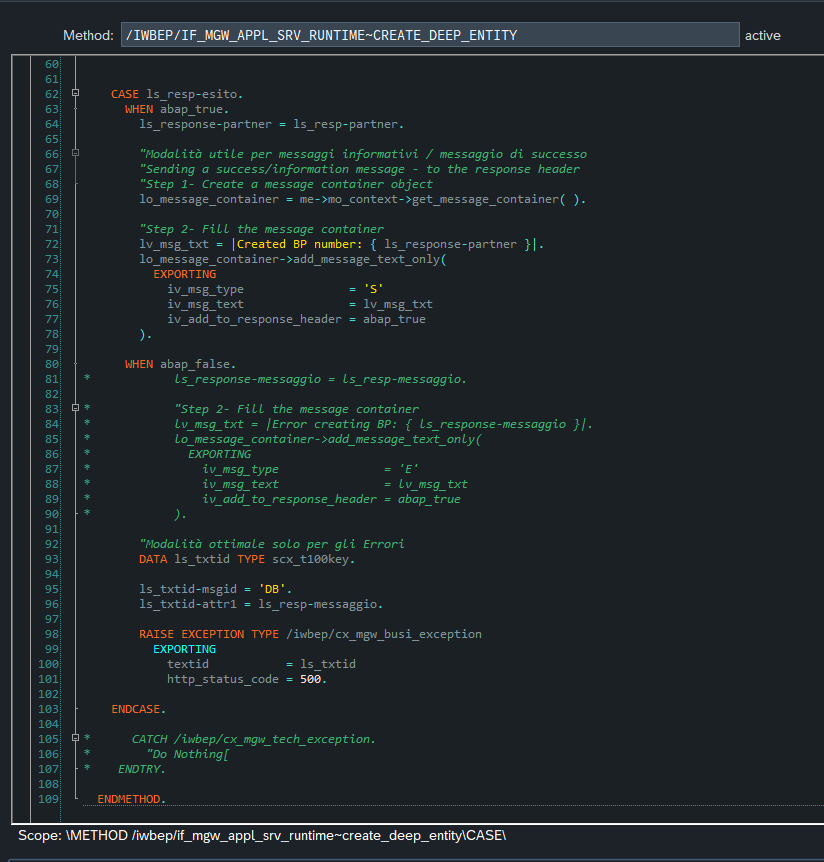 Method: /IWBEP/IF_MGW_APPL_SRV_RUNTIME~CREATE_DEEP_ENTITY active
60
61
62 CASE ls_resp-esito.
63 WHEN abap_true.
64 ls_response-partner = ls_resp-partner.
65
66 "Modalità utile per messaggi informativi / messaggio di successo
67 "Sending a success/information message - to the response header
68 "Step 1- Create a message container object
69 lo_message_container = me->mo_context->get_message_container( ).
70
71 "Step 2- Fill the message container
72 lv_msg_txt = |Created BP number: { ls_response-partner }|.
73 lo_message_container->add_message_text_only(
74 EXPORTING
75 iv_msg_type = 'S'
76 iv_msg_text = lv_msg_txt
77 iv_add_to_response_header = abap_true
78 ).
79
80 WHEN abap_false.
81 * ls_response-messaggio = ls_resp-messaggio.
82
83 * "Step 2- Fill the message container
84 * lv_msg_txt = |Error creating BP: { ls_response-messaggio }|.
85 * lo_message_container->add_message_text_only(
86 * EXPORTING
87 * iv_msg_type = 'E'
88 * iv_msg_text = lv_msg_txt
89 * iv_add_to_response_header = abap_true
90 * ).
91
92 "Modalità ottimale solo per gli Errori
93 DATA ls_txtid TYPE scx_t100key.
94
95 ls_txtid-msgid = 'DB'.
96 ls_txtid-attr1 = ls_resp-messaggio.
97
98 RAISE EXCEPTION TYPE /iwbep/cx_mgw_busi_exception
99 EXPORTING
100 textid = ls_txtid
101 http_status_code = 500.
102
103 ENDCASE.
104
105 * CATCH /iwbep/cx_mgw_tech_exception.
106 * "Do Nothing[
107 * ENDTRY.
108
109 ENDMETHOD.
Scope: \METHOD /iwbep/if_mgw_appl_srv_runtime~create_deep_entity\CASE\